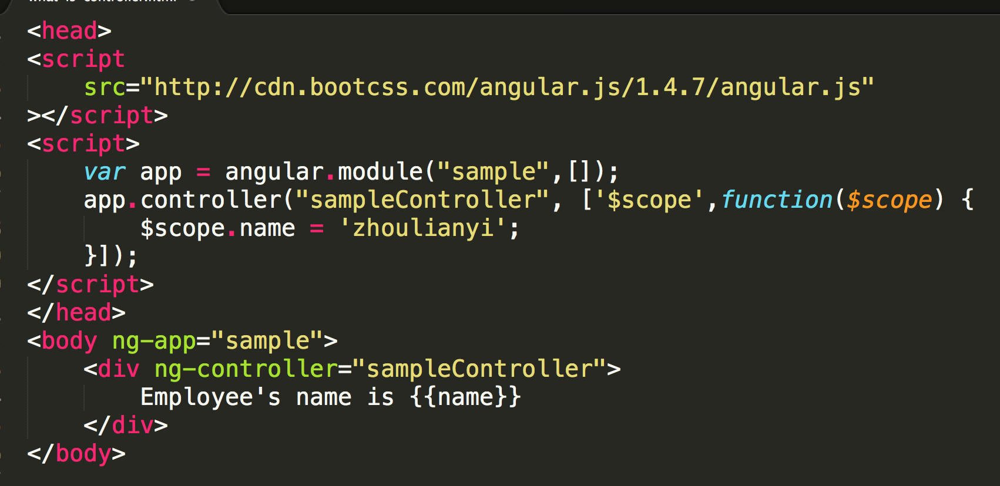 <head>
<script
src="http://cdn.bootcss.com/angular.js/1.4.7/angular.js"
></script>
<script>
var app = angular.module("sample",[]);
app.controller("sampleController", ['$scope',function($scope) {
$scope.name = 'zhoulianyi';
}]);
</script>
</head>
<body ng-app="sample">
<div ng-controller="sampleController">
Employee's name is {{name}}
</div>
</body>